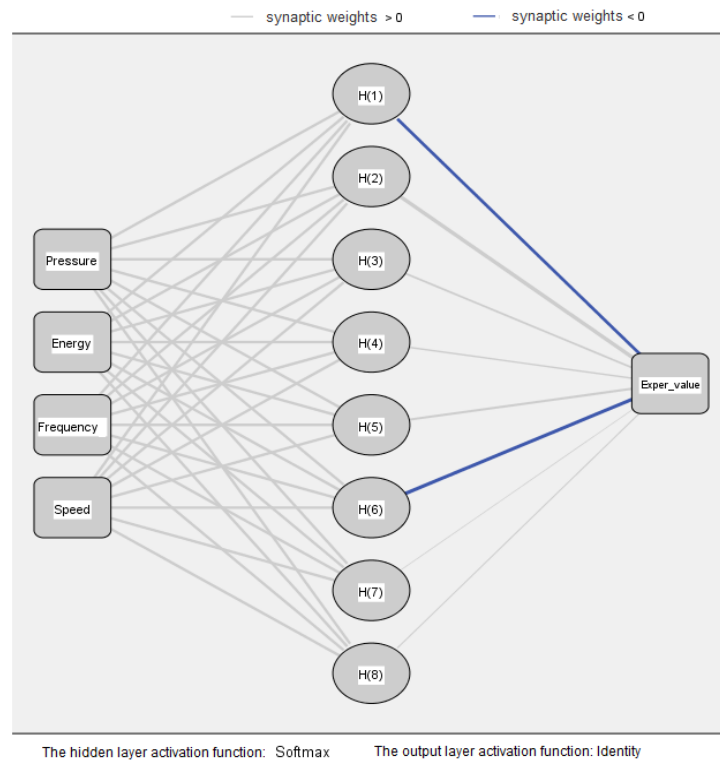 synaptic weights > 0 synaptic weights < 0
H(1)
H(2)
Pressure
H(3)
Energy
H(4)
Exper_value
Frequency
H(5)
Speed
H(6)
H(7)
H(8)
The hidden layer activation function: Softmax The output layer activation function: Identity